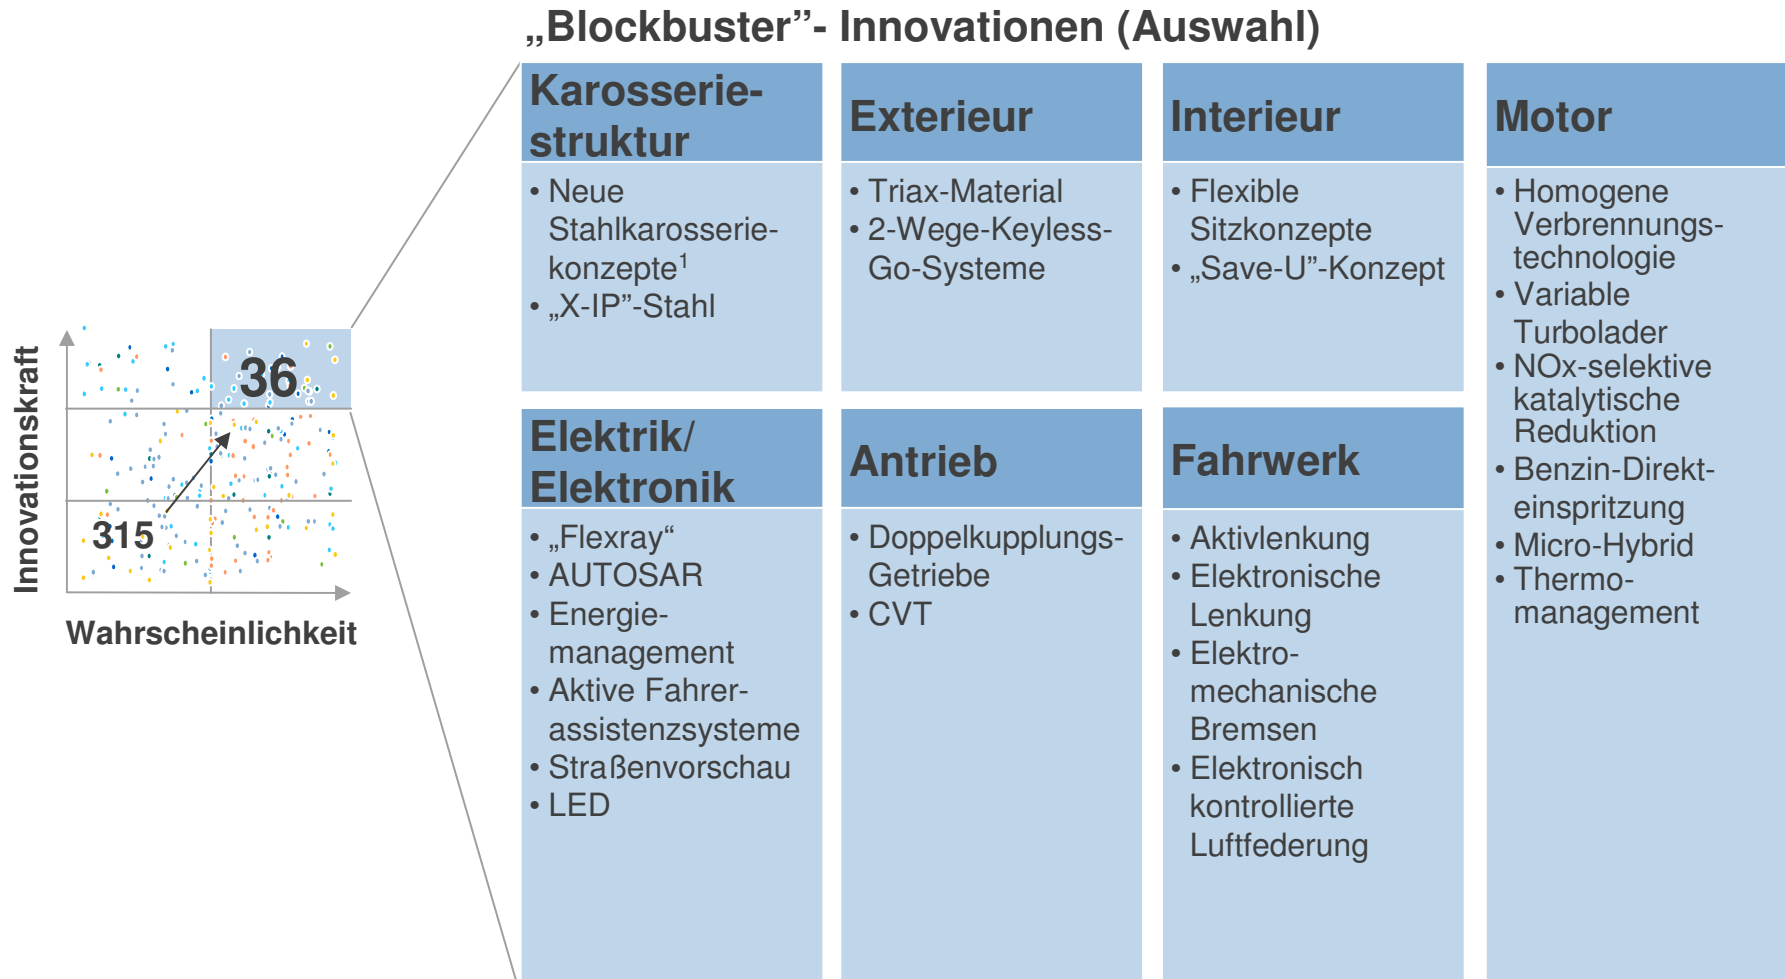 „Blockbuster”- Innovationen (Auswahl)
Karosserie-
struktur
• Neue
Stahlkarosserie-
konzepte1
• „X-IP”-Stahl
Exterieur
• Triax-Material
• 2-Wege-Keyless-
Go-Systeme
Interieur
• Flexible
Sitzkonzepte
• „Save-U”-Konzept
Motor
• Homogene
Verbrennungs-
technologie
• Variable
Turbolader
• NOx-selektive
katalytische
Reduktion
• Benzin-Direkt-
einspritzung
• Micro-Hybrid
• Thermo-
management
Innovationskraft
36
315
Wahrscheinlichkeit
Elektrik/
Elektronik
• „Flexray“
• AUTOSAR
• Energie-
management
• Aktive Fahrer-
assistenzsysteme
• Straßenvorschau
• LED
Antrieb
• Doppelkupplungs-
Getriebe
• CVT
Fahrwerk
• Aktivlenkung
• Elektronische
Lenkung
• Elektro-
mechanische
Bremsen
• Elektronisch
kontrollierte
Luftfederung